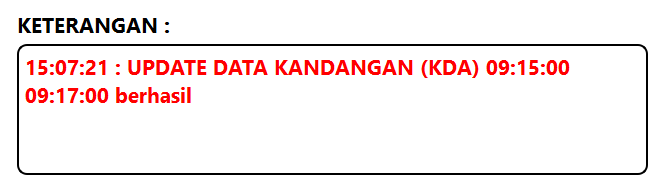 KETERANGAN :
15:07:21 : UPDATE DATA KANDANGAN (KDA) 09:15:00
09:17:00 berhasil